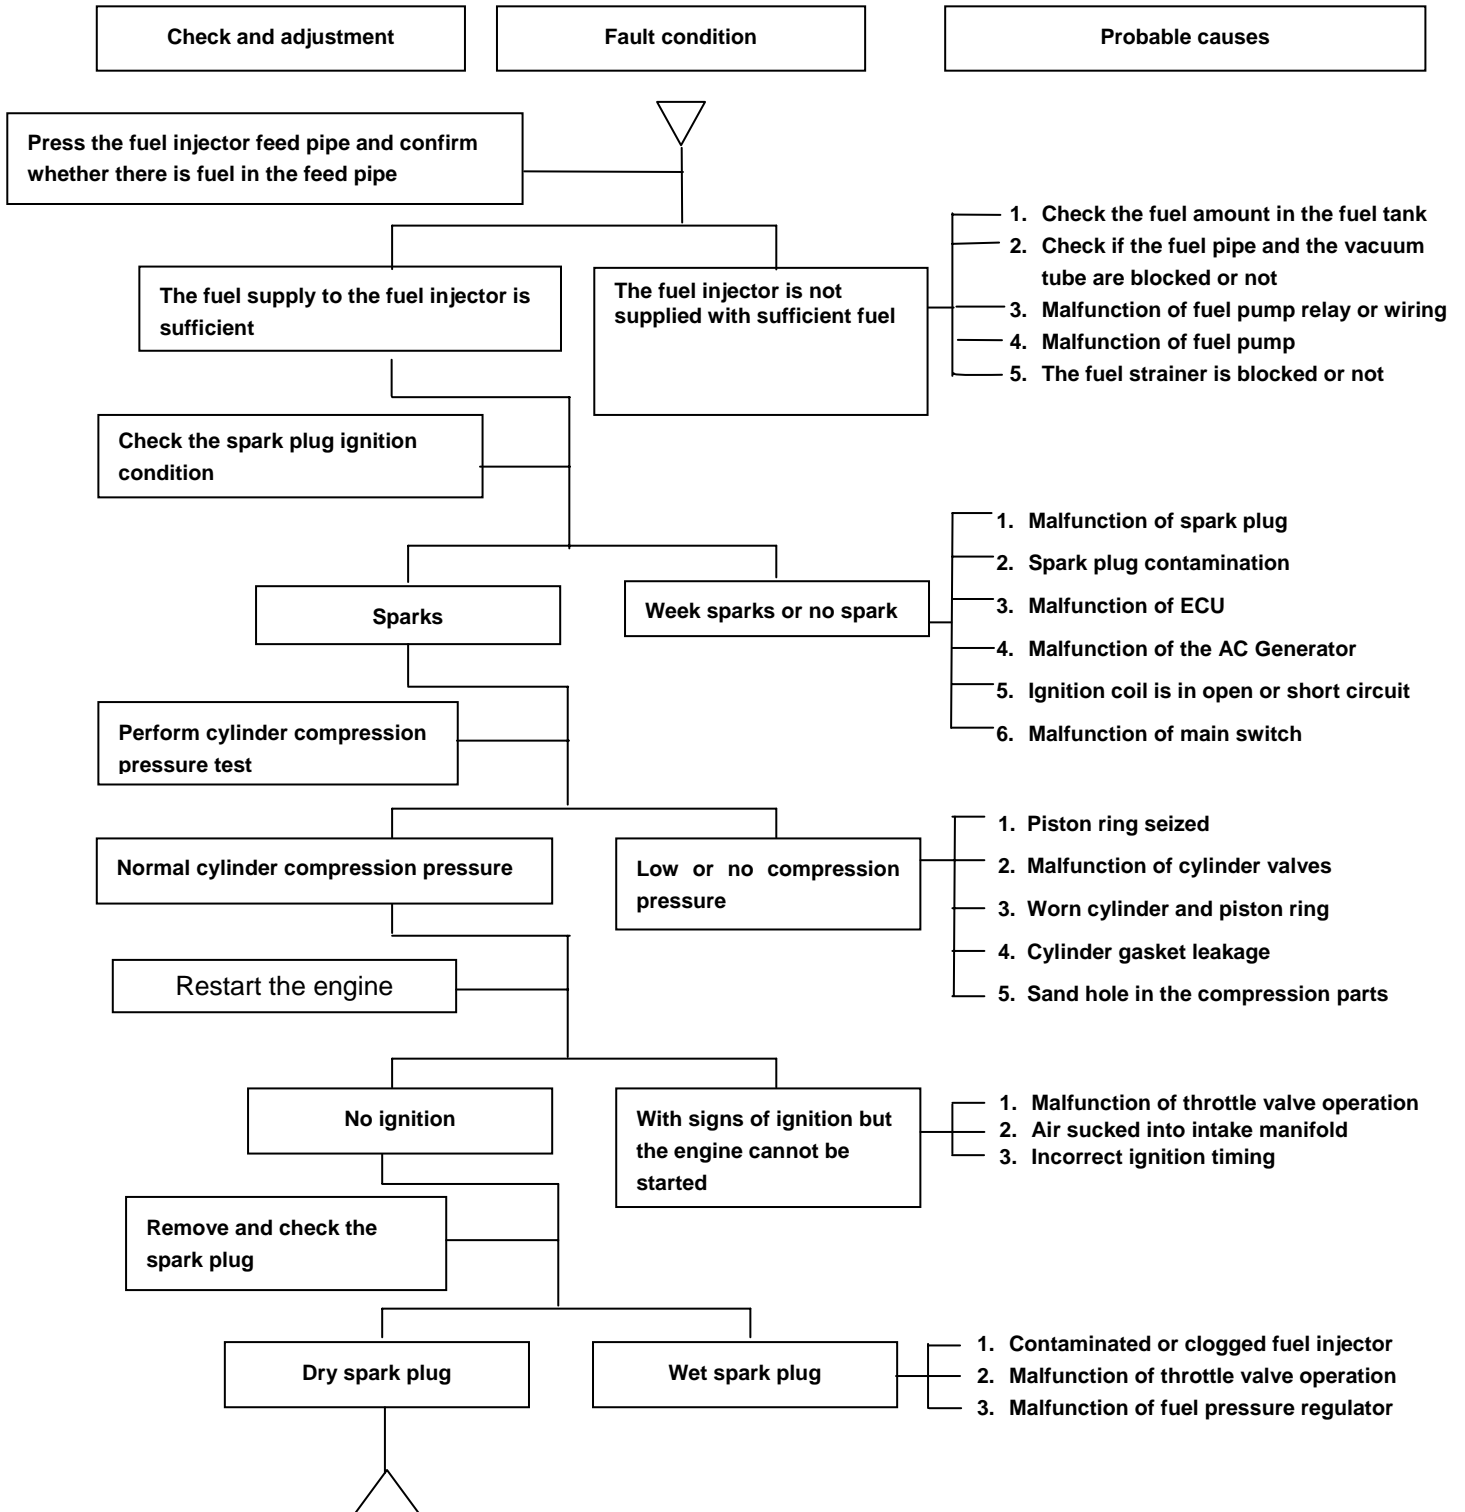 Check and adjustment
Fault condition
Probable causes
Press the fuel injector feed pipe and confirm
whether there is fuel in the feed pipe
The fuel supply to the fuel injector is
sufficient
The fuel injector is not
supplied with sufficient fuel
1. Check the fuel amount in the fuel tank
2. Check if the fuel pipe and the vacuum
tube are blocked or not
3. Malfunction of fuel pump relay or wiring
4. Malfunction of fuel pump
5. The fuel strainer is blocked or not
Check the spark plug ignition
condition
Sparks
Week sparks or no spark
1. Malfunction of spark plug
2. Spark plug contamination
3. Malfunction of ECU
4. Malfunction of the AC Generator
5. Ignition coil is in open or short circuit
6. Malfunction of main switch
Perform cylinder compression
pressure test
Normal cylinder compression pressure
Low or no compression
pressure
1. Piston ring seized
2. Malfunction of cylinder valves
3. Worn cylinder and piston ring
4. Cylinder gasket leakage
5. Sand hole in the compression parts
Restart the engine
No ignition
With signs of ignition but
the engine cannot be
started
1. Malfunction of throttle valve operation
2. Air sucked into intake manifold
3. Incorrect ignition timing
Remove and check the
spark plug
Dry spark plug
Wet spark plug
1. Contaminated or clogged fuel injector
2. Malfunction of throttle valve operation
3. Malfunction of fuel pressure regulator